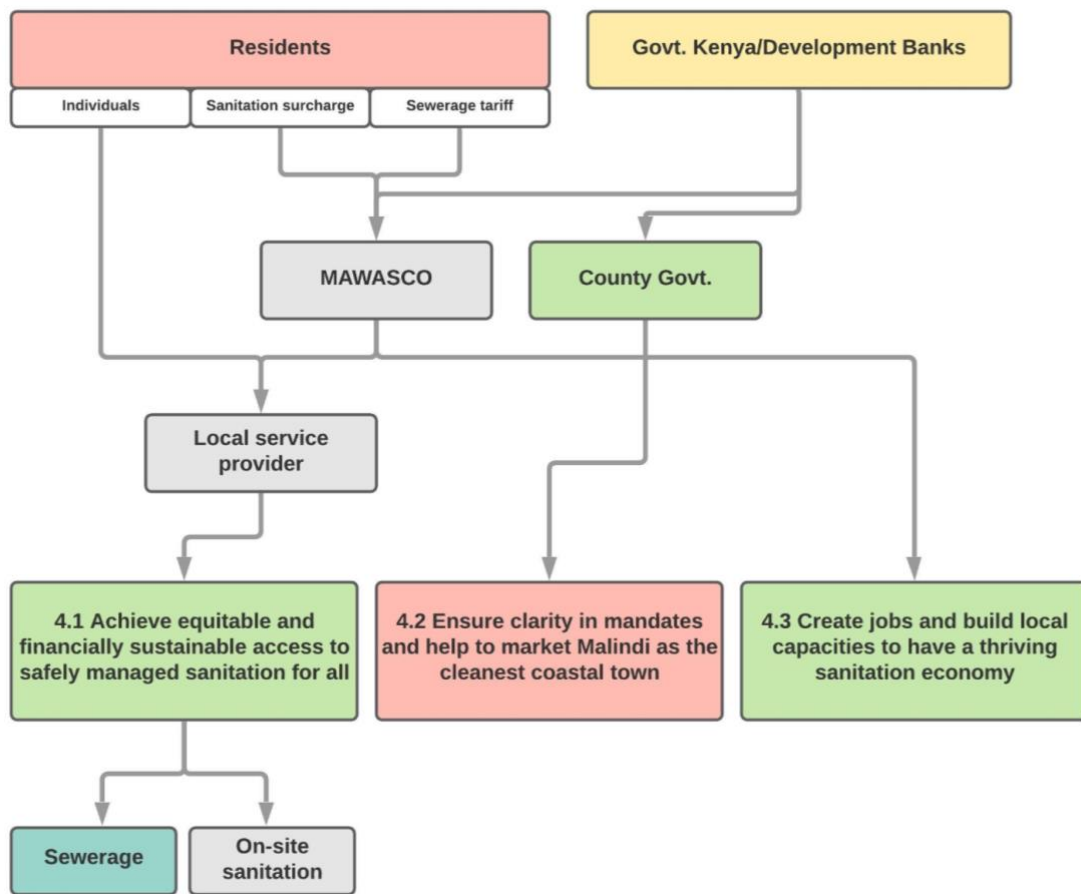 Residents
Govt. Kenya/Development Banks
Individuals
Sanitation surcharge
Sewerage tariff
MAWASCO
County Govt.
Local service
provider
4.1 Achieve equitable and
financially sustainable access to
safely managed sanitation for all
4.2 Ensure clarity in mandates
and help to market Malindi as the
cleanest coastal town
4.3 Create jobs and build local
capacities to have a thriving
sanitation economy
Sewerage
On-site
sanitation